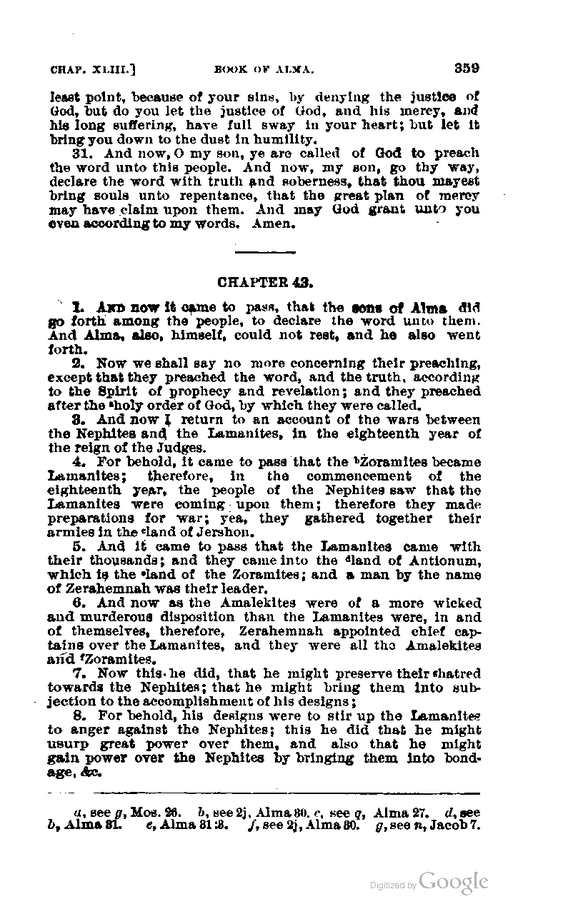 CHAP. XLIII.] BOOK OF ALMA. 359
least point, because of your sins, by denying the justice of
God, but do you let the justice of God, and his mercy, and
his long suffering, have full sway in your heart; but let it
bring you down to the dust in humility.
31. And now, O my son, ye are called of God to preach
the word unto this people. And now, my son, go thy way,
declare the word with truth and soberness, that thou mayest
bring souls unto repentance, that the great plan of mercy
may have claim upon them. And may God grant unto you
even according to my words. Amen.
CHAPTER 43.
1. AND now it came to pass, that the sons of Alma did
go forth among the people, to declare the word unto them.
And Alma, also, himself, could not rest, and he also went
forth.
2. Now we shall say no more concerning their preaching,
except that they preached the word, and the truth, according
to the Spirit of prophecy and revelation; and they preached
after the ᵃholy order of God, by which they were called.
3. And now I return to an account of the wars between
the Nephites and the Lamanites, in the eighteenth year of
the reign of the Judges.
4. For behold, it came to pass that the ᵇZoramites became
Lamanites; therefore, in the commencement of the
eighteenth year, the people of the Nephites saw that the
Lamanites were coming upon them; therefore they made
preparations for war; yea, they gathered together their
armies in the ᶜland of Jershon.
5. And it came to pass that the Lamanites came with
their thousands; and they came into the ᵈland of Antionum,
which is the ᵉland of the Zoramites; and a man by the name
of Zerahemnah was their leader.
6. And now as the Amalekites were of a more wicked
and murderous disposition than the Lamanites were, in and
of themselves, therefore, Zerahemnah appointed chief cap-
tains over the Lamanites, and they were all the Amalekites
and ᶠZoramites.
7. Now this he did, that he might preserve their ᵍhatred
towards the Nephites; that he might bring them into sub-
jection to the accomplishment of his designs;
8. For behold, his designs were to stir up the Lamanites
to anger against the Nephites; this he did that he might
usurp great power over them, and also that he might
gain power over the Nephites by bringing them into bond-
age, &c.
a, see g, Mos. 26. b, see 2j, Alma 30. c, see q, Alma 27. d, see
b, Alma 31. e, Alma 31:3. f, see 2j, Alma 30. g, see n, Jacob 7.
Digitized by Google